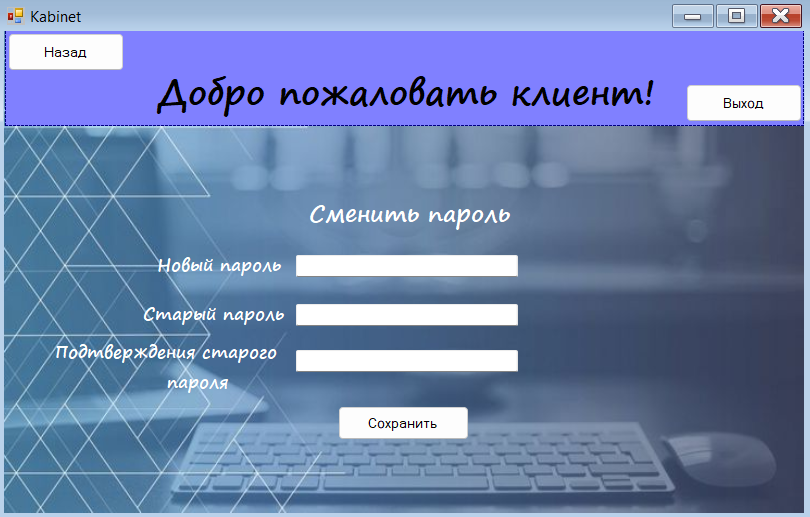 Kabinet
Назад
Добро пожаловать клиент!
Выход
Сменить пароль
Новый пароль
Старый пароль
Подтверждения старого
пароля
Сохранить